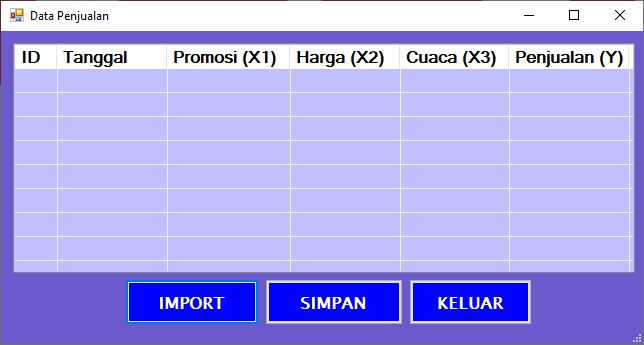 Data Penjualan
ID Tanggal Promosi (X1) Harga (X2) Cuaca (X3) Penjualan (Y)
IMPORT SIMPAN KELUAR